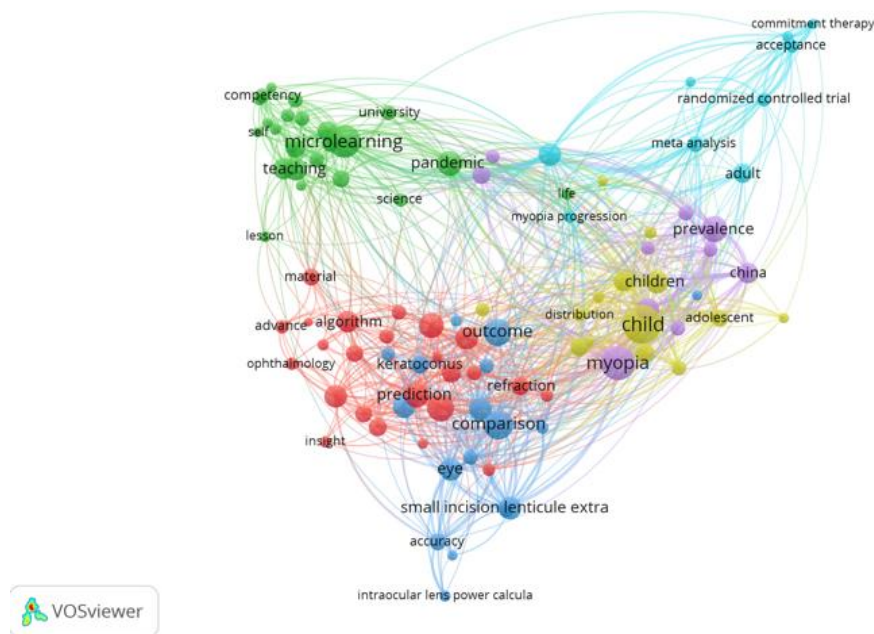 commitment therapy
acceptance
competency
randomized controlled trial
university
self
microlearning
meta analysis
pandemic
teaching
adult
life
science
myopia progression
prevalence
lesson
material
children
china
distribution
advance
algorithm
outcome
child
adolescent
ophthalmology
keratoconus
myopia
refraction
prediction
comparison
insight
eye
small incision lenticule extra
accuracy
intraocular lens power calcula
VOSviewer